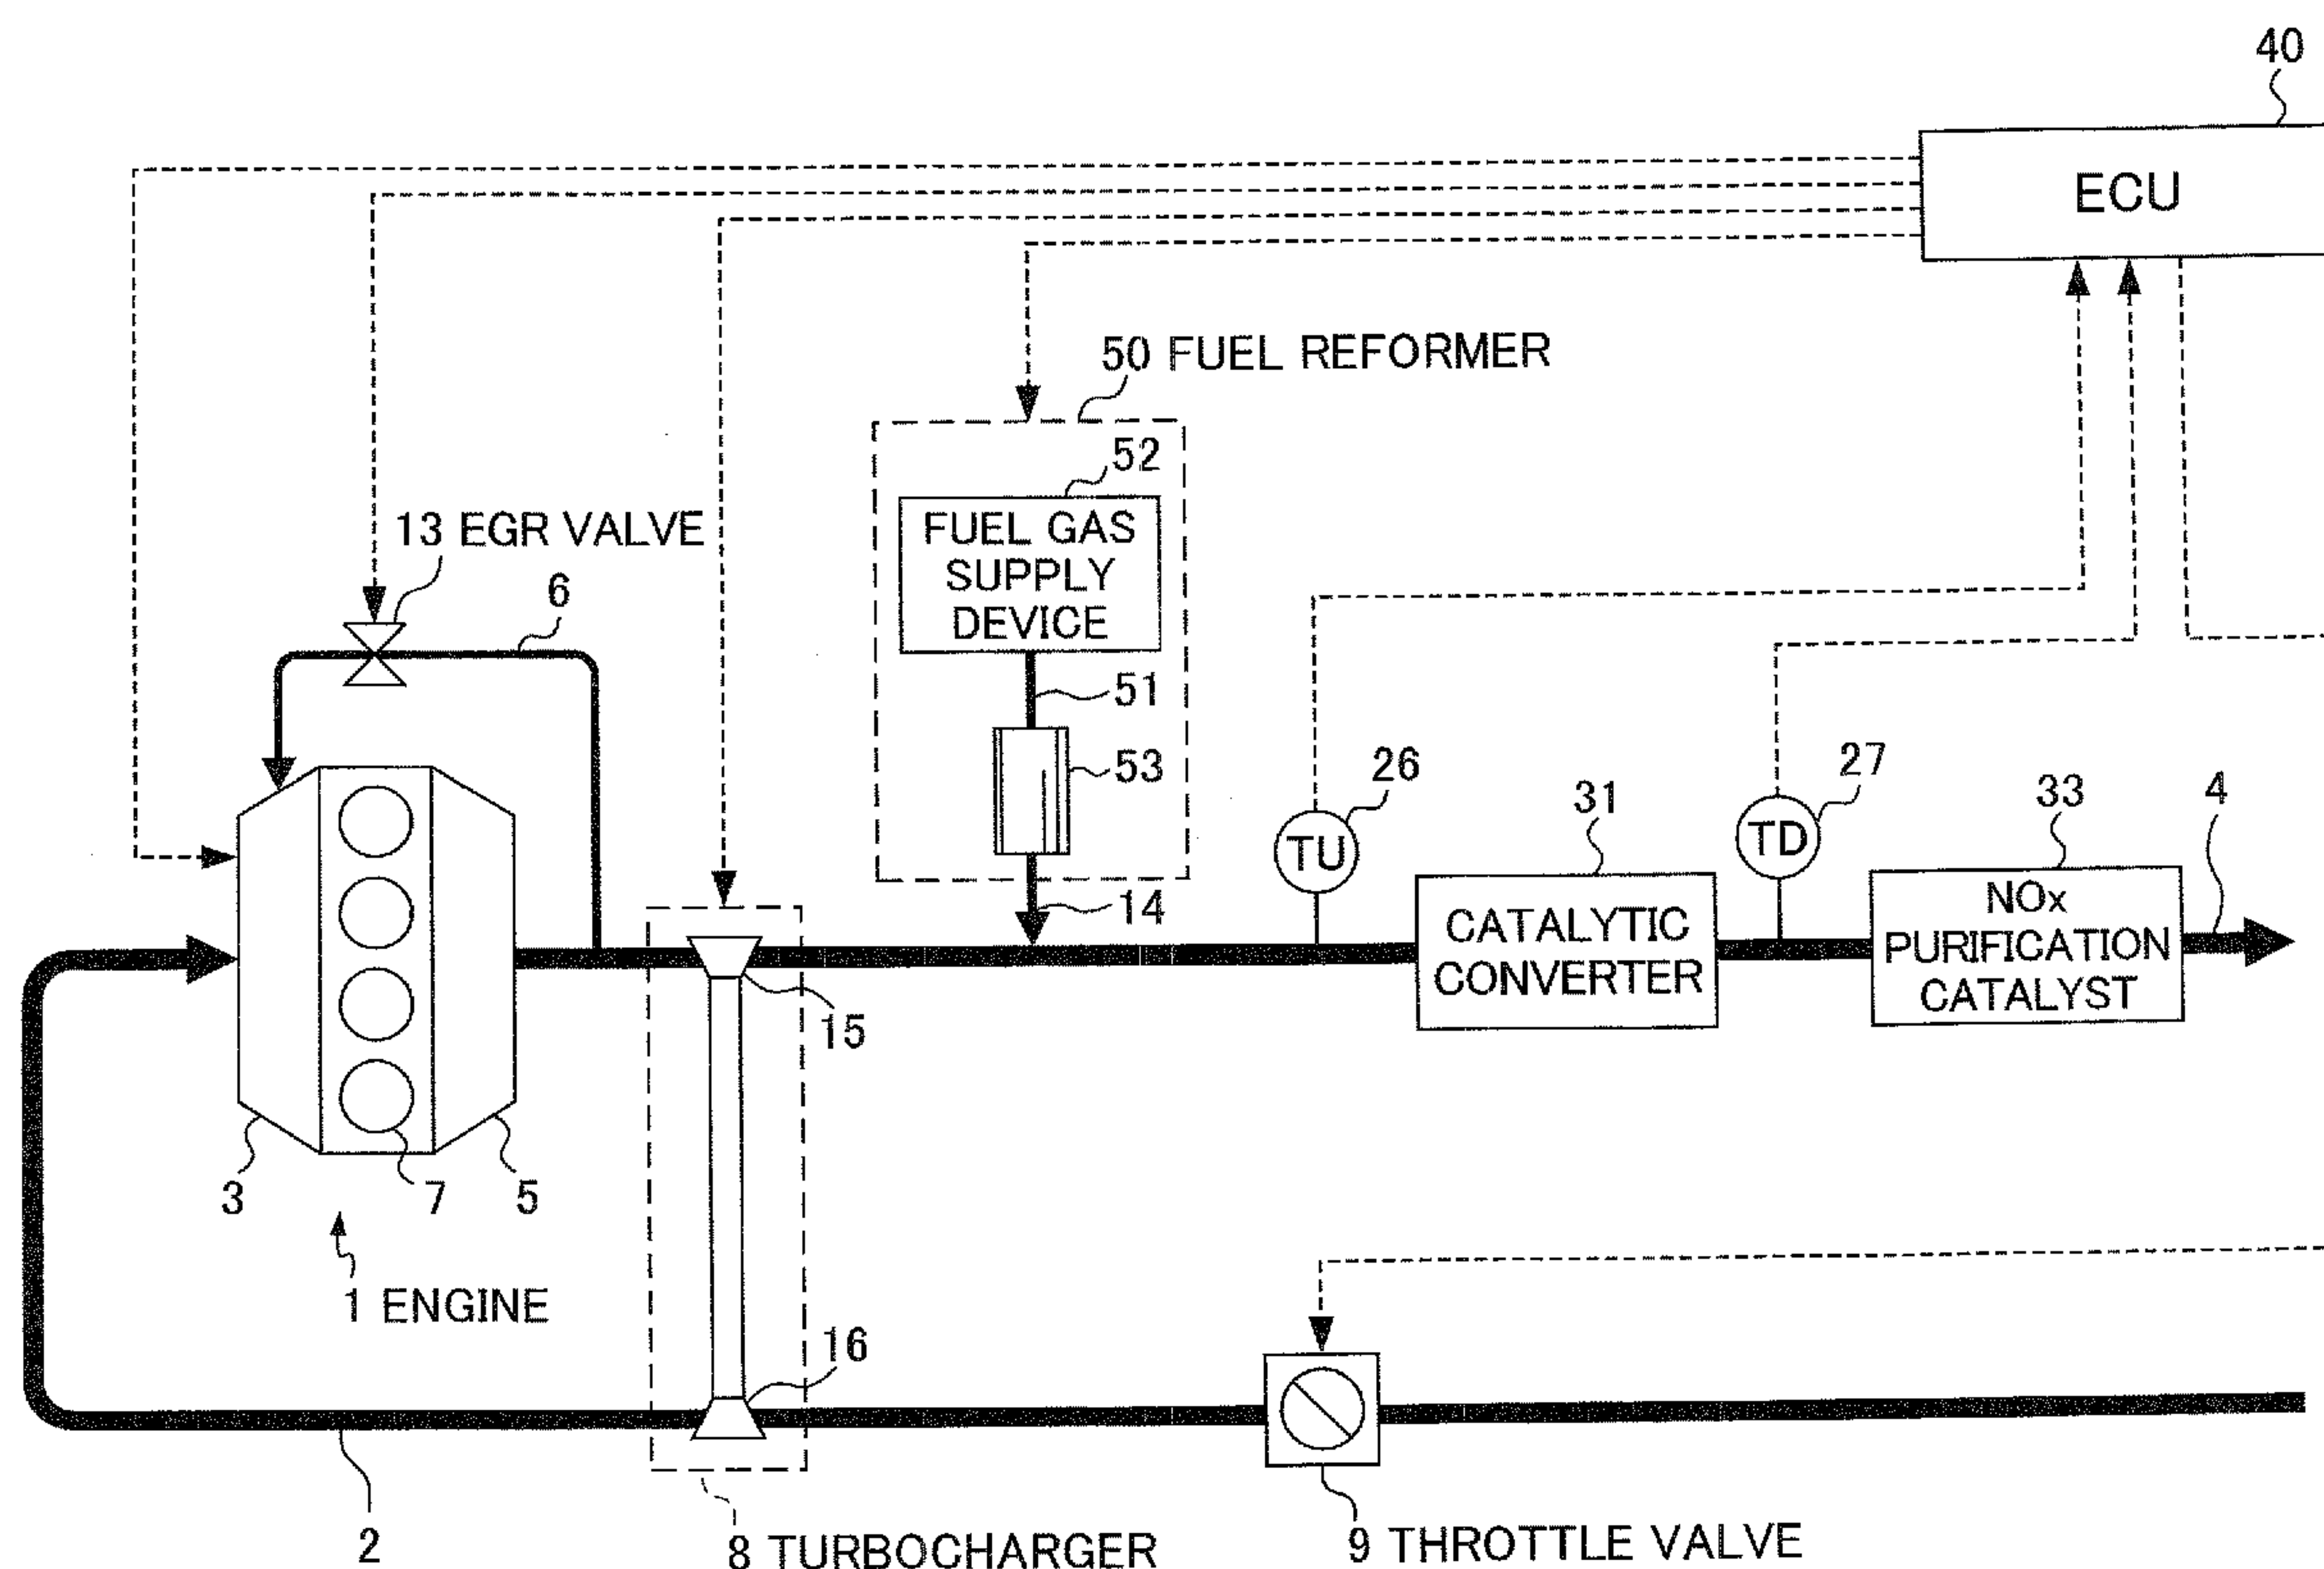 40
ECU
50 FUEL REFORMER
52
FUEL GAS
SUPPLY
DEVICE
13 EGR VALVE
6
51
53
26
27
31
33
4
TU
TD
14
CATALYTIC
CONVERTER
NOx
PURIFICATION
CATALYST
15
3
7
5
1 ENGINE
16
2
8 TURBOCHARGER
9 THROTTLE VALVE